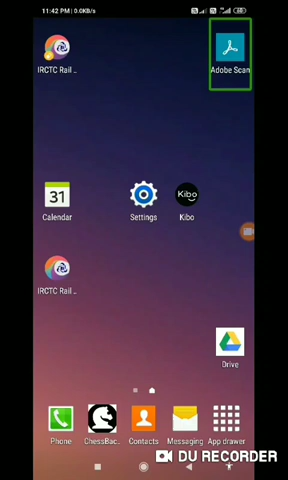 11:42 PM | 0.0KB/s
IRCTC Rail ..
Adobe Scan
31
Kibo
Calendar
Settings
Kibo
IRCTC Rail ..
Drive
Phone
ChessBac..
Contacts
Messaging
App drawer
DU RECORDER